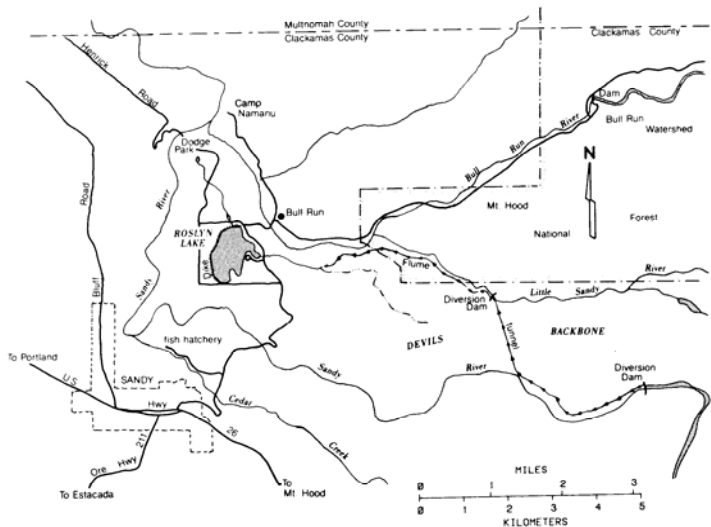 Multnomah County
Clackamas County
Clackamas County
Henrick
Road
Camp
Namanu
Dam
Bull Run
Watershed
Bull Run River
Dodge
Park
N
Bull Run
Mt. Hood
National Forest
River
Sandy
ROSLYN
LAKE
Dike
Road
Bluff
Flume
Diversion
Dam
Little Sandy River
Tunnel
DEVILS BACKBONE
fish hatchery
To Portland
U.S.
SANDY
Hwy
26
Sandy River
Diversion
Dam
Cedar
Creek
Ore Hwy 211
To Estacada
To
Mt Hood
MILES
0 1 2 3
0 1 2 3 4 5
KILOMETERS